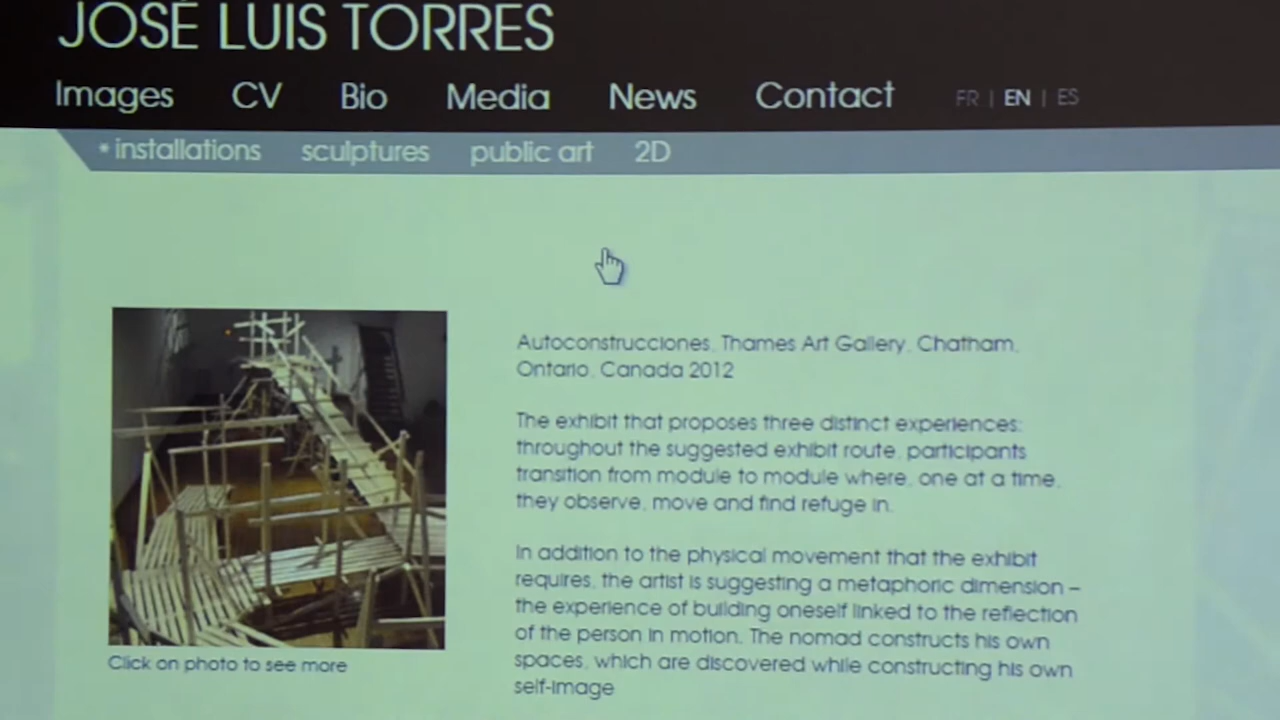 JOSÉ LUIS TORRES
Images CV Bio Media News Contact FR | EN | ES
* installations sculptures public art 2D
Autoconstrucciones, Thames Art Gallery, Chatham,
Ontario, Canada 2012
The exhibit that proposes three distinct experiences:
throughout the suggested exhibit route, participants
transition from module to module where, one at a time,
they observe, move and find refuge in.
In addition to the physical movement that the exhibit
requires, the artist is suggesting a metaphoric dimension –
the experience of building oneself linked to the reflection
of the person in motion. The nomad constructs his own
spaces, which are discovered while constructing his own
self-image
Click on photo to see more